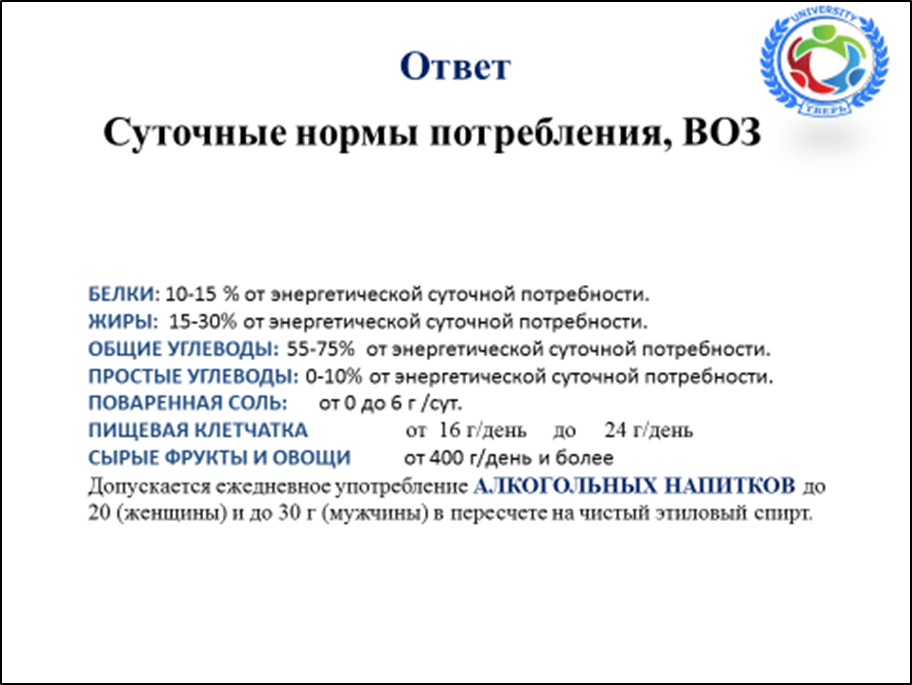 UNIVERSITY
ТВЕРЬ
Ответ
Суточные нормы потребления, ВОЗ
БЕЛКИ: 10-15 % от энергетической суточной потребности.
ЖИРЫ: 15-30% от энергетической суточной потребности.
ОБЩИЕ УГЛЕВОДЫ: 55-75% от энергетической суточной потребности.
ПРОСТЫЕ УГЛЕВОДЫ: 0-10% от энергетической суточной потребности.
ПОВАРЕННАЯ СОЛЬ: от 0 до 6 г /сут.
ПИЩЕВАЯ КЛЕТЧАТКА от 16 г/день до 24 г/день
СЫРЫЕ ФРУКТЫ И ОВОЩИ от 400 г/день и более
Допускается ежедневное употребление АЛКОГОЛЬНЫХ НАПИТКОВ до
20 (женщины) и до 30 г (мужчины) в пересчете на чистый этиловый спирт.